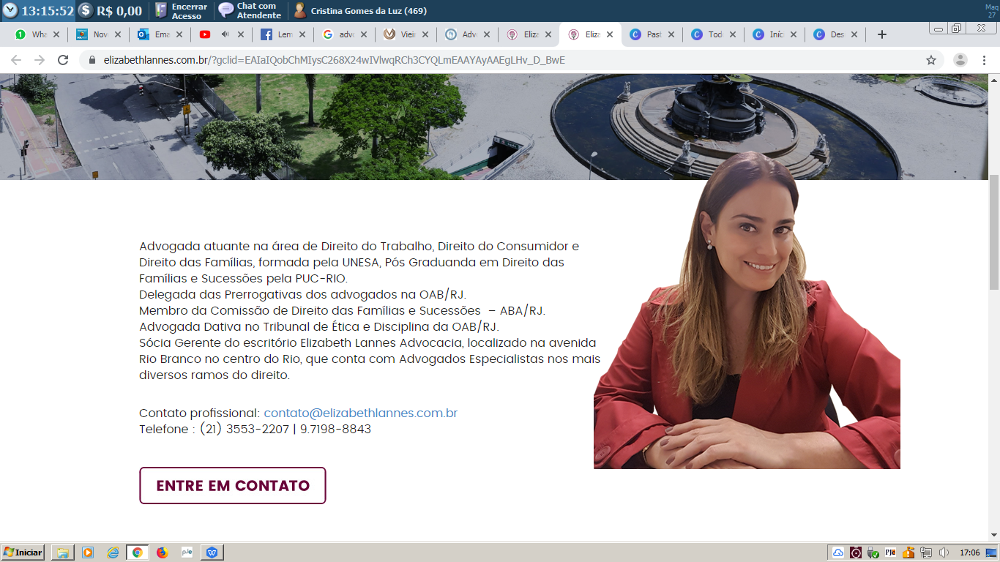 13:15:52 R$ 0,00 Encerrar Acesso Chat com Atendente Cristina Gomes da Luz (469) Maq 27
Wha Nov Ema Lem adv Vieir Adv Eliza Eliza Past Tod Iníc Des
elizabethlannes.com.br/?gclid=EAIaIQobChMIysC268X24wIVlwqRCh3CYQLmEAAYAyAAEgLHv_D_BwE
Advogada atuante na área de Direito do Trabalho, Direito do Consumidor e
Direito das Famílias, formada pela UNESA, Pós Graduanda em Direito das
Famílias e Sucessões pela PUC-RIO.
Delegada das Prerrogativas dos advogados na OAB/RJ.
Membro da Comissão de Direito das Famílias e Sucessões – ABA/RJ.
Advogada Dativa no Tribunal de Ética e Disciplina da OAB/RJ.
Sócia Gerente do escritório Elizabeth Lannes Advocacia, localizado na avenida
Rio Branco no centro do Rio, que conta com Advogados Especialistas nos mais
diversos ramos do direito.
Contato profissional: contato@elizabethlannes.com.br
Telefone : (21) 3553-2207 | 9.7198-8843
ENTRE EM CONTATO
Iniciar pje PJe 17:06